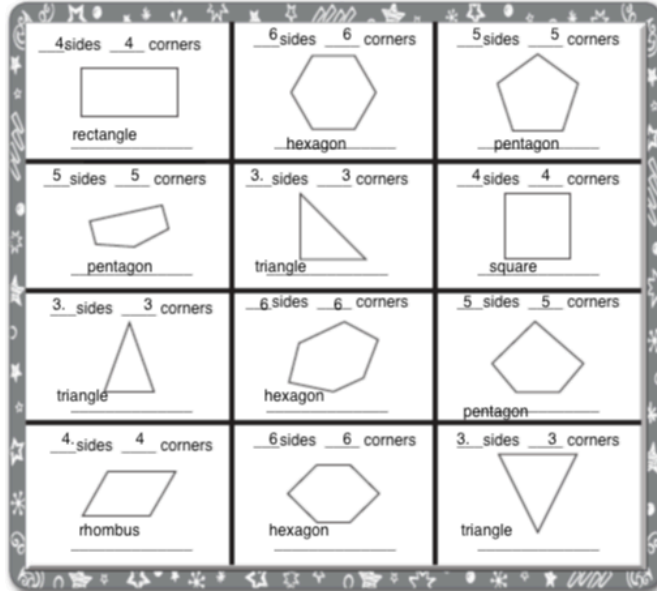 4sides 4 corners
rectangle
6sides 6 corners
hexagon
5sides 5 corners
pentagon
5 sides 5 corners
pentagon
3. sides 3 corners
triangle
4sides 4 corners
square
3. sides 3 corners
triangle
6sides 6 corners
hexagon
5 sides 5 corners
pentagon
4. sides 4 corners
rhombus
6sides 6 corners
hexagon
3. sides 3 corners
triangle